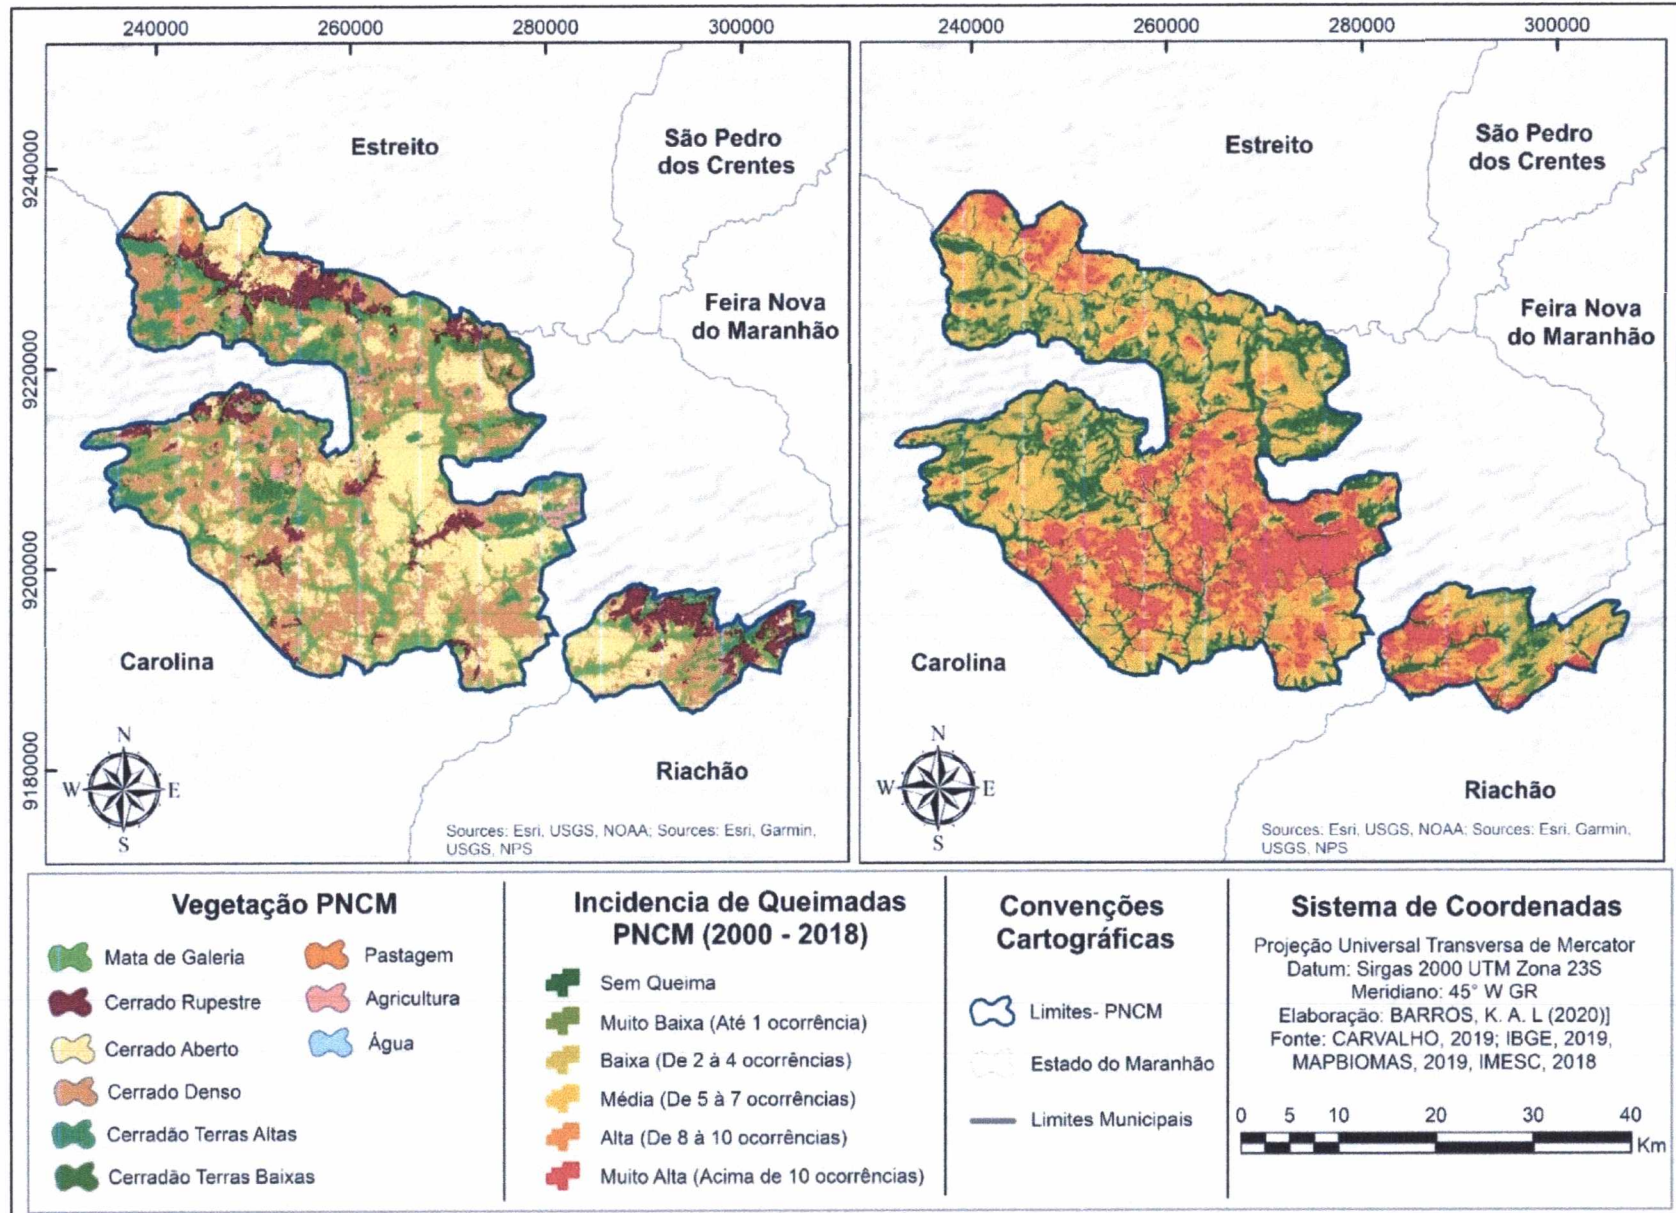 240000 260000 280000 300000
240000 260000 280000 300000
9240000
9220000
9200000
9180000
Estreito
São Pedro
dos Crentes
Feira Nova
do Maranhão
Carolina
Riachão
N
W E
S
Sources: Esri, USGS, NOAA; Sources: Esri, Garmin,
USGS, NPS
Estreito
São Pedro
dos Crentes
Feira Nova
do Maranhão
Carolina
Riachão
N
W E
S
Sources: Esri, USGS, NOAA; Sources: Esri, Garmin,
USGS, NPS
Vegetação PNCM
Mata de Galeria
Cerrado Rupestre
Cerrado Aberto
Cerrado Denso
Cerradão Terras Altas
Cerradão Terras Baixas
Pastagem
Agricultura
Água
Incidencia de Queimadas
PNCM (2000 - 2018)
Sem Queima
Muito Baixa (Até 1 ocorrência)
Baixa (De 2 à 4 ocorrências)
Média (De 5 à 7 ocorrências)
Alta (De 8 à 10 ocorrências)
Muito Alta (Acima de 10 ocorrências)
Convenções
Cartográficas
Limites- PNCM
Estado do Maranhão
Limites Municipais
Sistema de Coordenadas
Projeção Universal Transversa de Mercator
Datum: Sirgas 2000 UTM Zona 23S
Meridiano: 45° W GR
Elaboração: BARROS, K. A. L (2020)]
Fonte: CARVALHO, 2019; IBGE, 2019,
MAPBIOMAS, 2019, IMESC, 2018
0 5 10 20 30 40
Km